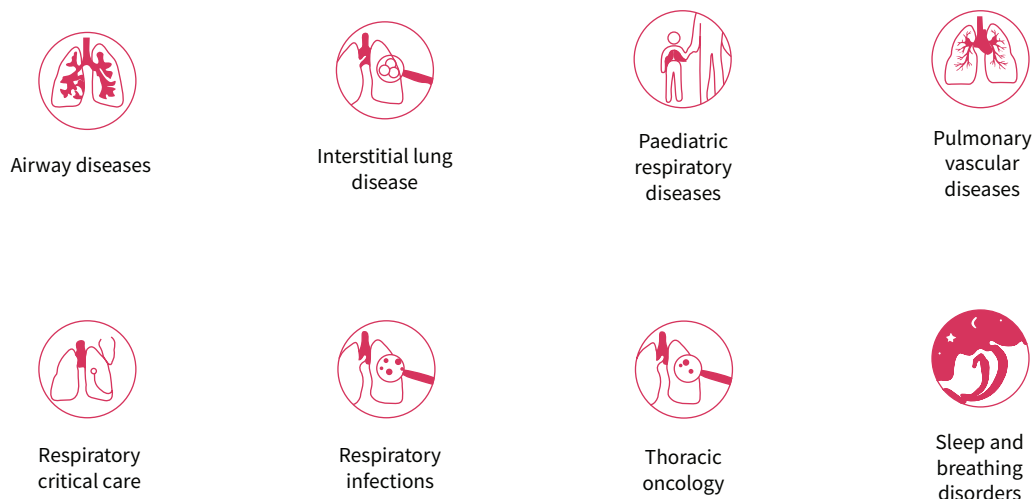 Airway diseases
Interstitial lung
disease
Paediatric
respiratory
diseases
Pulmonary
vascular
diseases
Respiratory
critical care
Respiratory
infections
Thoracic
oncology
Sleep and
breathing
disorders